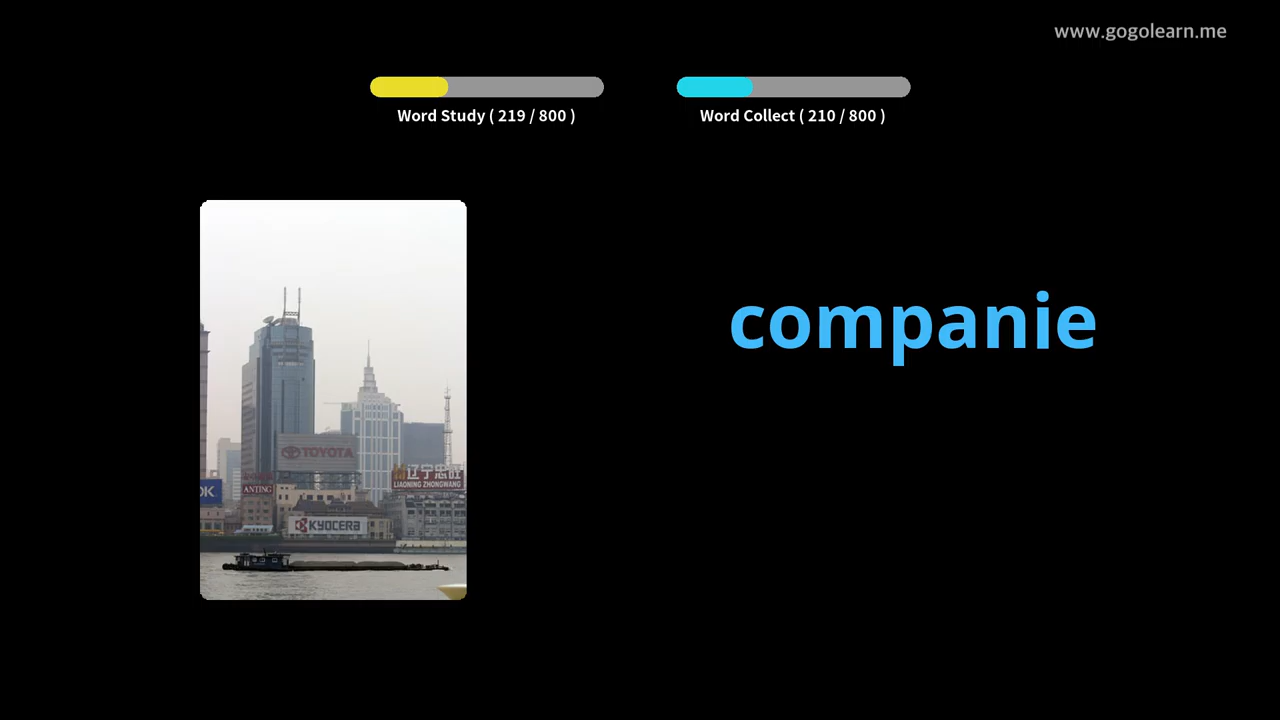 www.gogolearn.me
Word Study ( 219 / 800 )
Word Collect ( 210 / 800 )
companie
TOYOTA
辽宁忠旺
LIAONING ZHONGWANG
OK
ANTING
KYOCERA